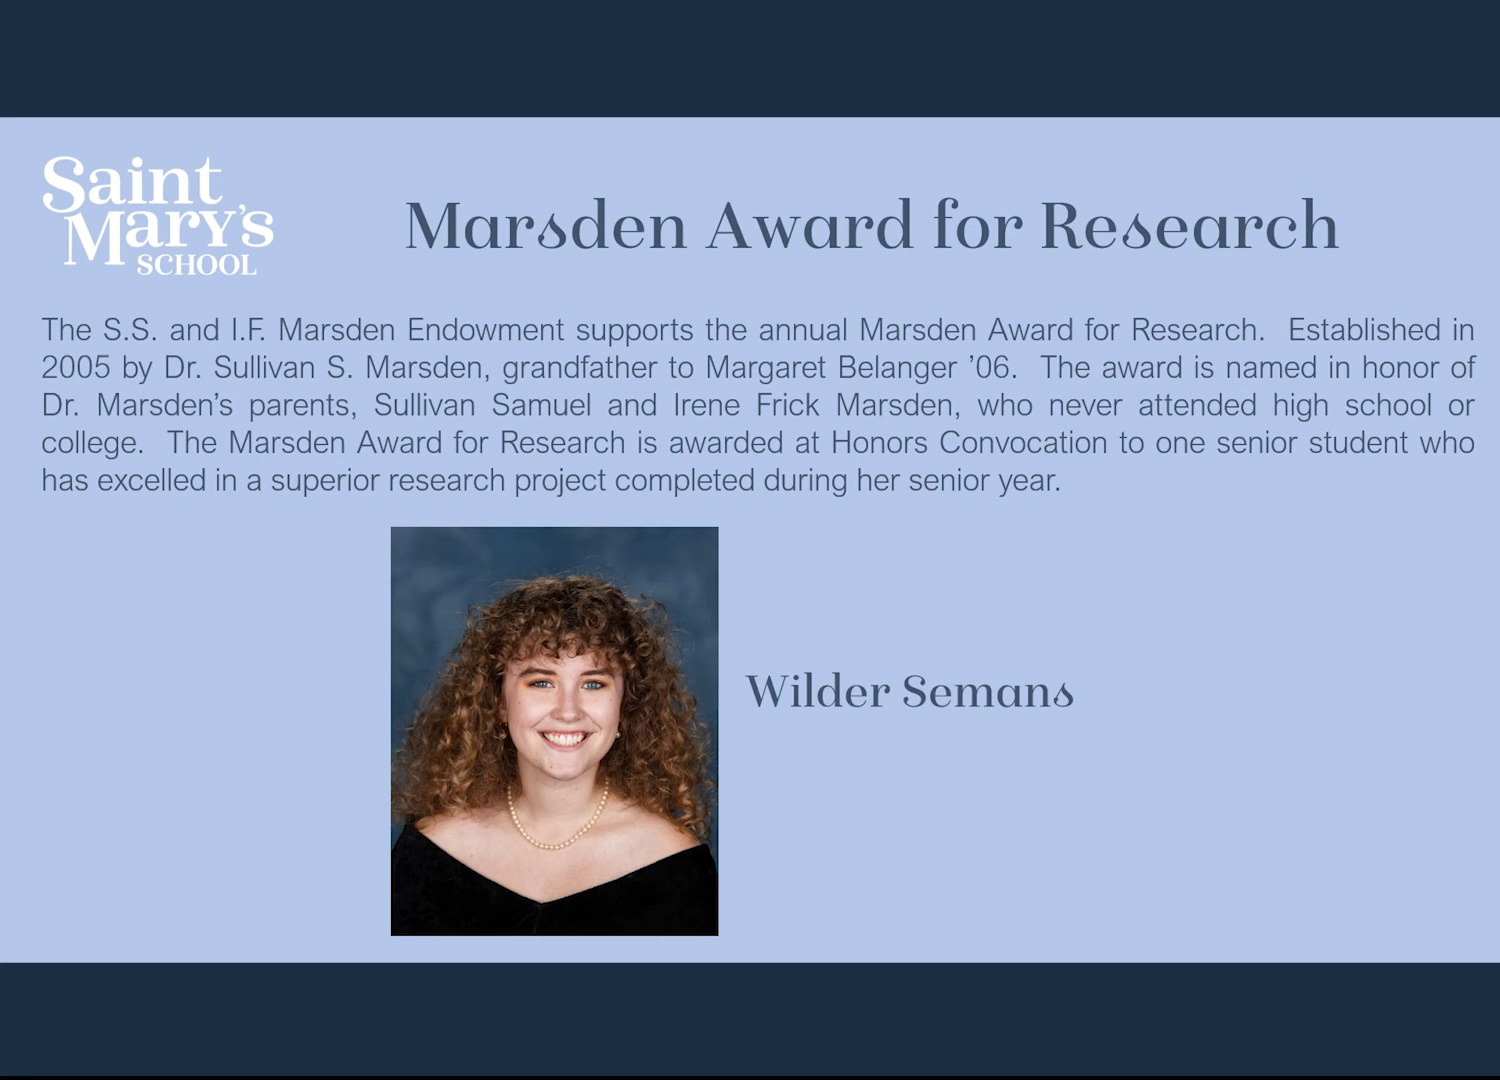 Saint
Mary's
SCHOOL
Marsden Award for Research
The S.S. and I.F. Marsden Endowment supports the annual Marsden Award for Research.  Established in
2005 by Dr. Sullivan S. Marsden, grandfather to Margaret Belanger ’06.  The award is named in honor of
Dr. Marsden’s parents, Sullivan Samuel and Irene Frick Marsden, who never attended high school or
college.  The Marsden Award for Research is awarded at Honors Convocation to one senior student who
has excelled in a superior research project completed during her senior year.
Wilder Semans